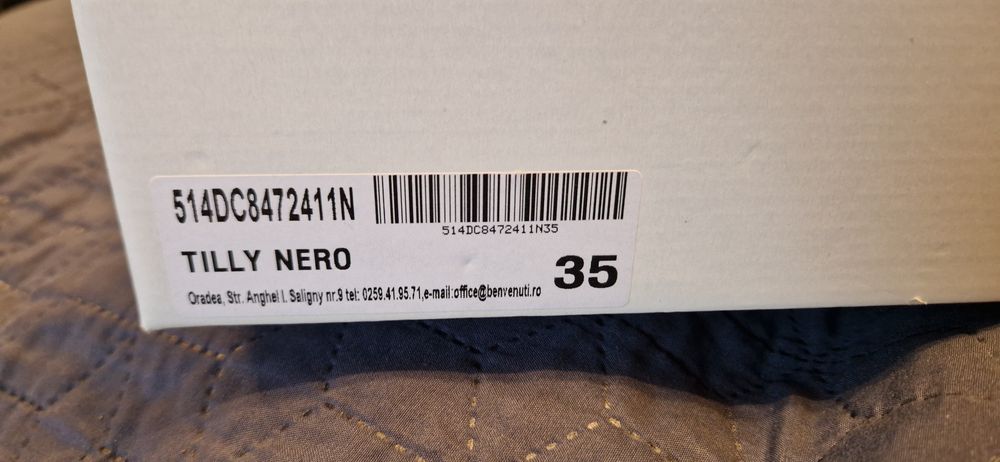 514DC8472411N
514DC8472411N35
TILLY NERO
35
Oradea, Str. Anghel I. Saligny nr.9 tel: 0259.41.95.71,e-mail:office@benvenuti.ro